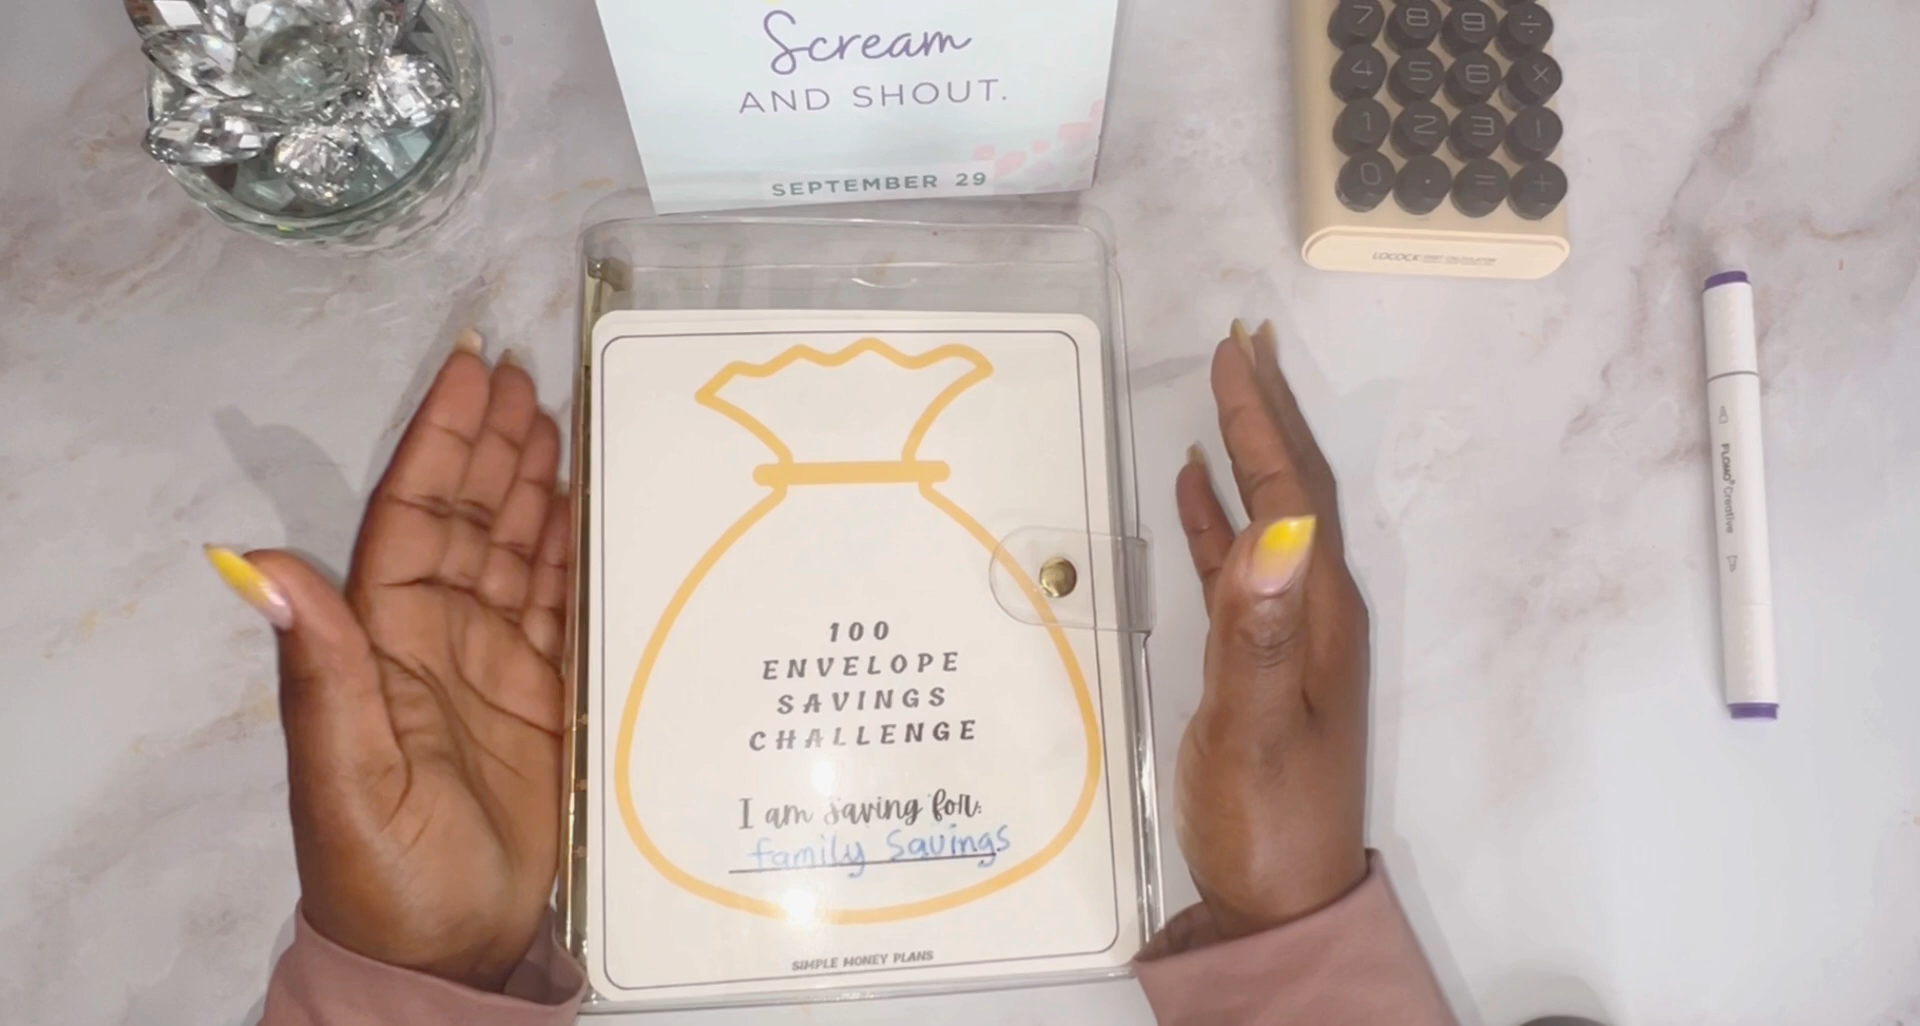 Scream
AND SHOUT.
SEPTEMBER 29
7 8 9 ÷
4 5 6 ×
1 2 3
0 . = +
LOCOCK
100
ENVELOPE
SAVINGS
CHALLENGE
I am saving for:
family Savings
SIMPLE MONEY PLANS
FLOMO® Creative